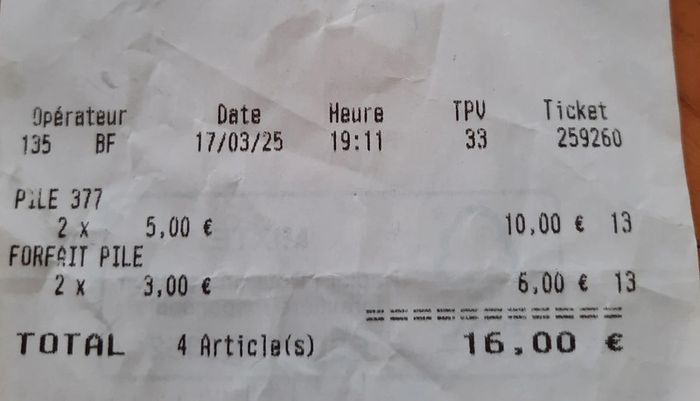 Opérateur Date Heure TPV Ticket
135 BF 17/03/25 19:11 33 259260
PILE 377
2 x 5,00 € 10,00 € 13
FORFAIT PILE
2 x 3,00 € 6,00 € 13
TOTAL 4 Article(s) 16,00 €